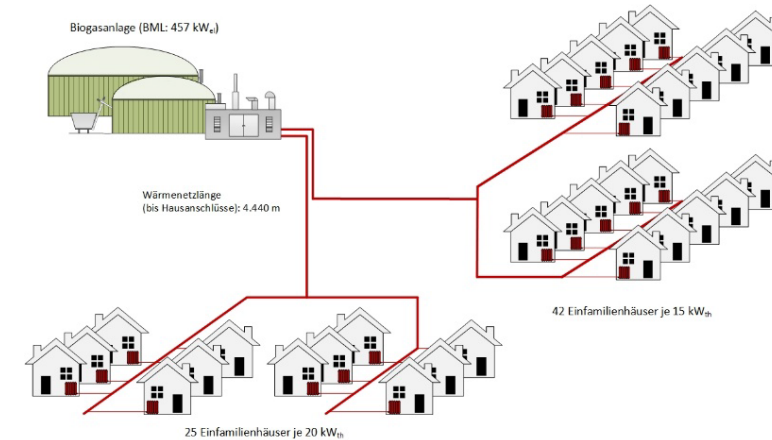 Biogasanlage (BML: 457 kWel)
Wärmenetzlänge
(bis Hausanschlüsse): 4.440 m
42 Einfamilienhäuser je 15 kWth
25 Einfamilienhäuser je 20 kWth